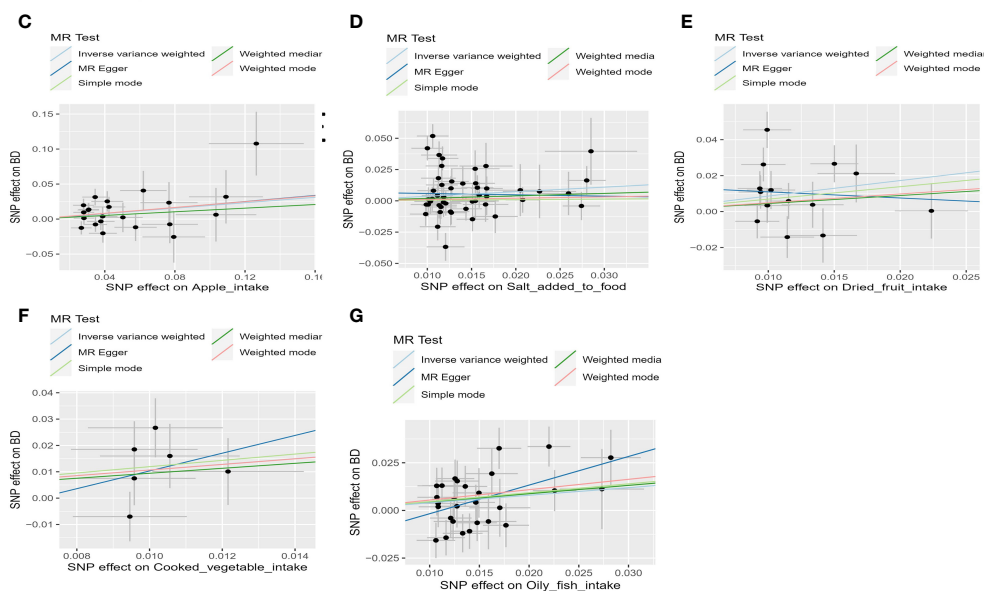 C
MR Test
Inverse variance weighted
Weighted median
MR Egger
Weighted mode
Simple mode
0.15
0.10
0.05
0.00
−0.05
SNP effect on BD
0.04
0.08
0.12
0.16
SNP effect on Apple_intake
D
MR Test
Inverse variance weighted
Weighted media
MR Egger
Weighted mode
Simple mode
0.050
0.025
0.000
−0.025
−0.050
SNP effect on BD
0.010
0.015
0.020
0.030
SNP effect on Salt_added_to_food
E
MR Test
Inverse variance weighted
Weighted median
MR Egger
Weighted mode
Simple mode
0.04
0.02
0.00
−0.02
SNP effect on BD
0.010
0.015
0.020
0.025
SNP effect on Dried_fruit_intake
F
MR Test
Inverse variance weighted
Weighted median
MR Egger
Weighted mode
Simple mode
0.04
0.03
0.02
0.01
0.00
−0.01
SNP effect on BD
0.008
0.010
0.012
0.014
SNP effect on Cooked_vegetable_intake
G
MR Test
Inverse variance weighted
Weighted media
MR Egger
Weighted mode
Simple mode
0.025
0.000
−0.025
SNP effect on BD
0.010
0.015
0.020
0.025
0.030
SNP effect on Oily_fish_intake